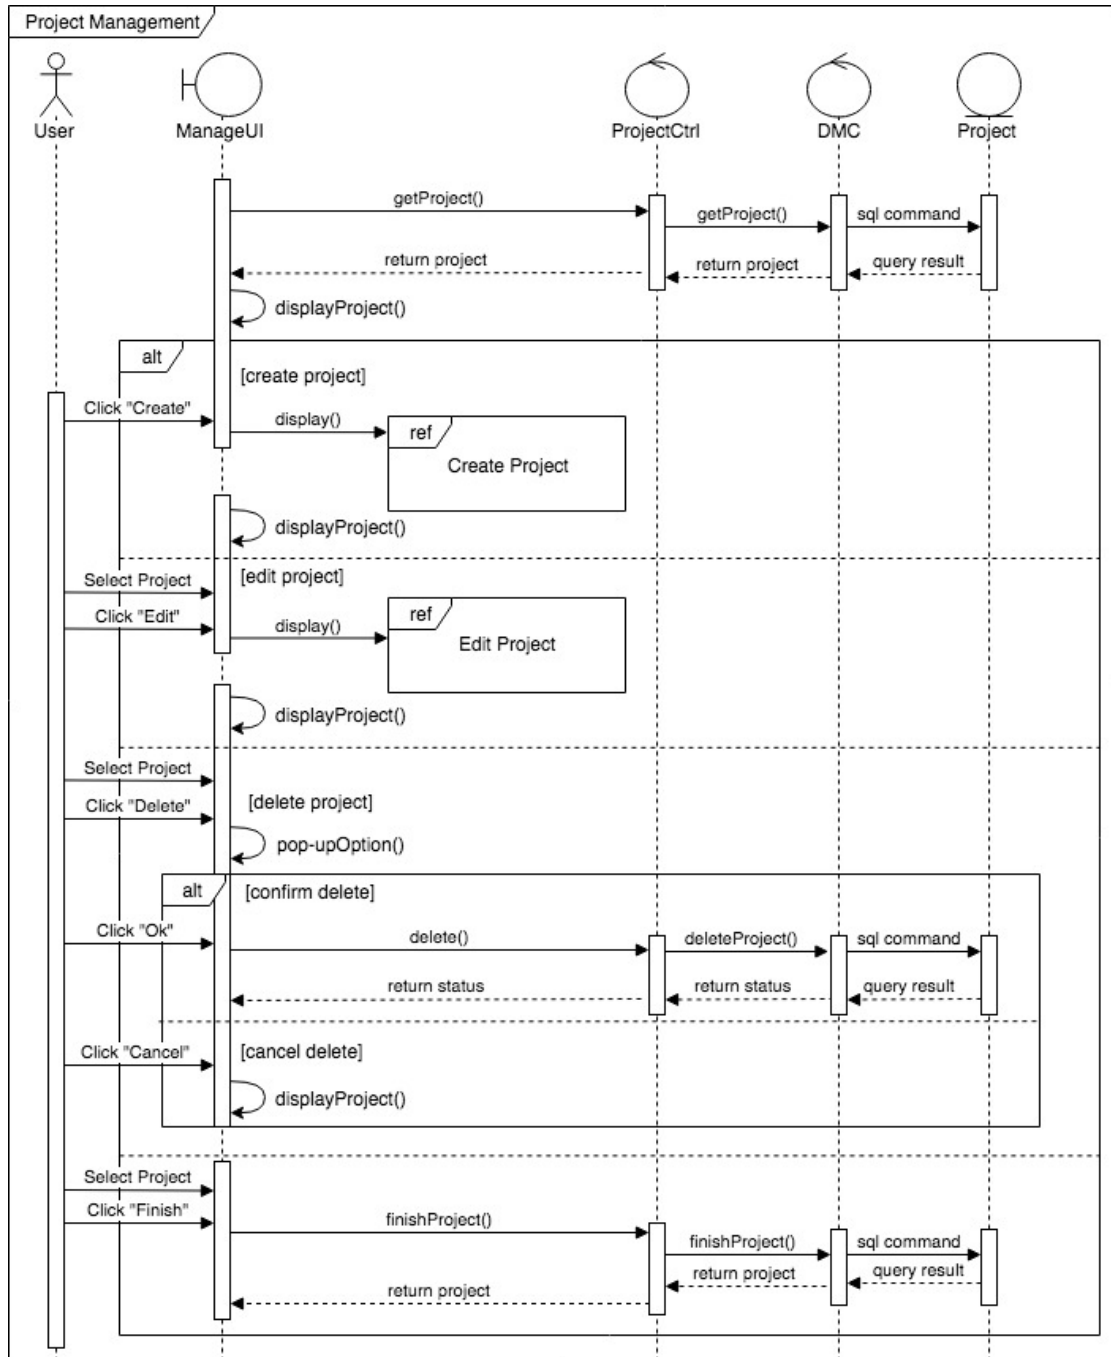 Project Management
User
ManageUI
ProjectCtrl
DMC
Project
getProject()
getProject()
sql command
return project
return project
query result
displayProject()
alt
[create project]
Click "Create"
display()
ref
Create Project
displayProject()
[edit project]
Select Project
Click "Edit"
display()
ref
Edit Project
displayProject()
Select Project
Click "Delete"
[delete project]
pop-upOption()
alt
[confirm delete]
Click "Ok"
delete()
deleteProject()
sql command
return status
return status
query result
Click "Cancel"
[cancel delete]
displayProject()
Select Project
Click "Finish"
finishProject()
finishProject()
sql command
return project
return project
query result